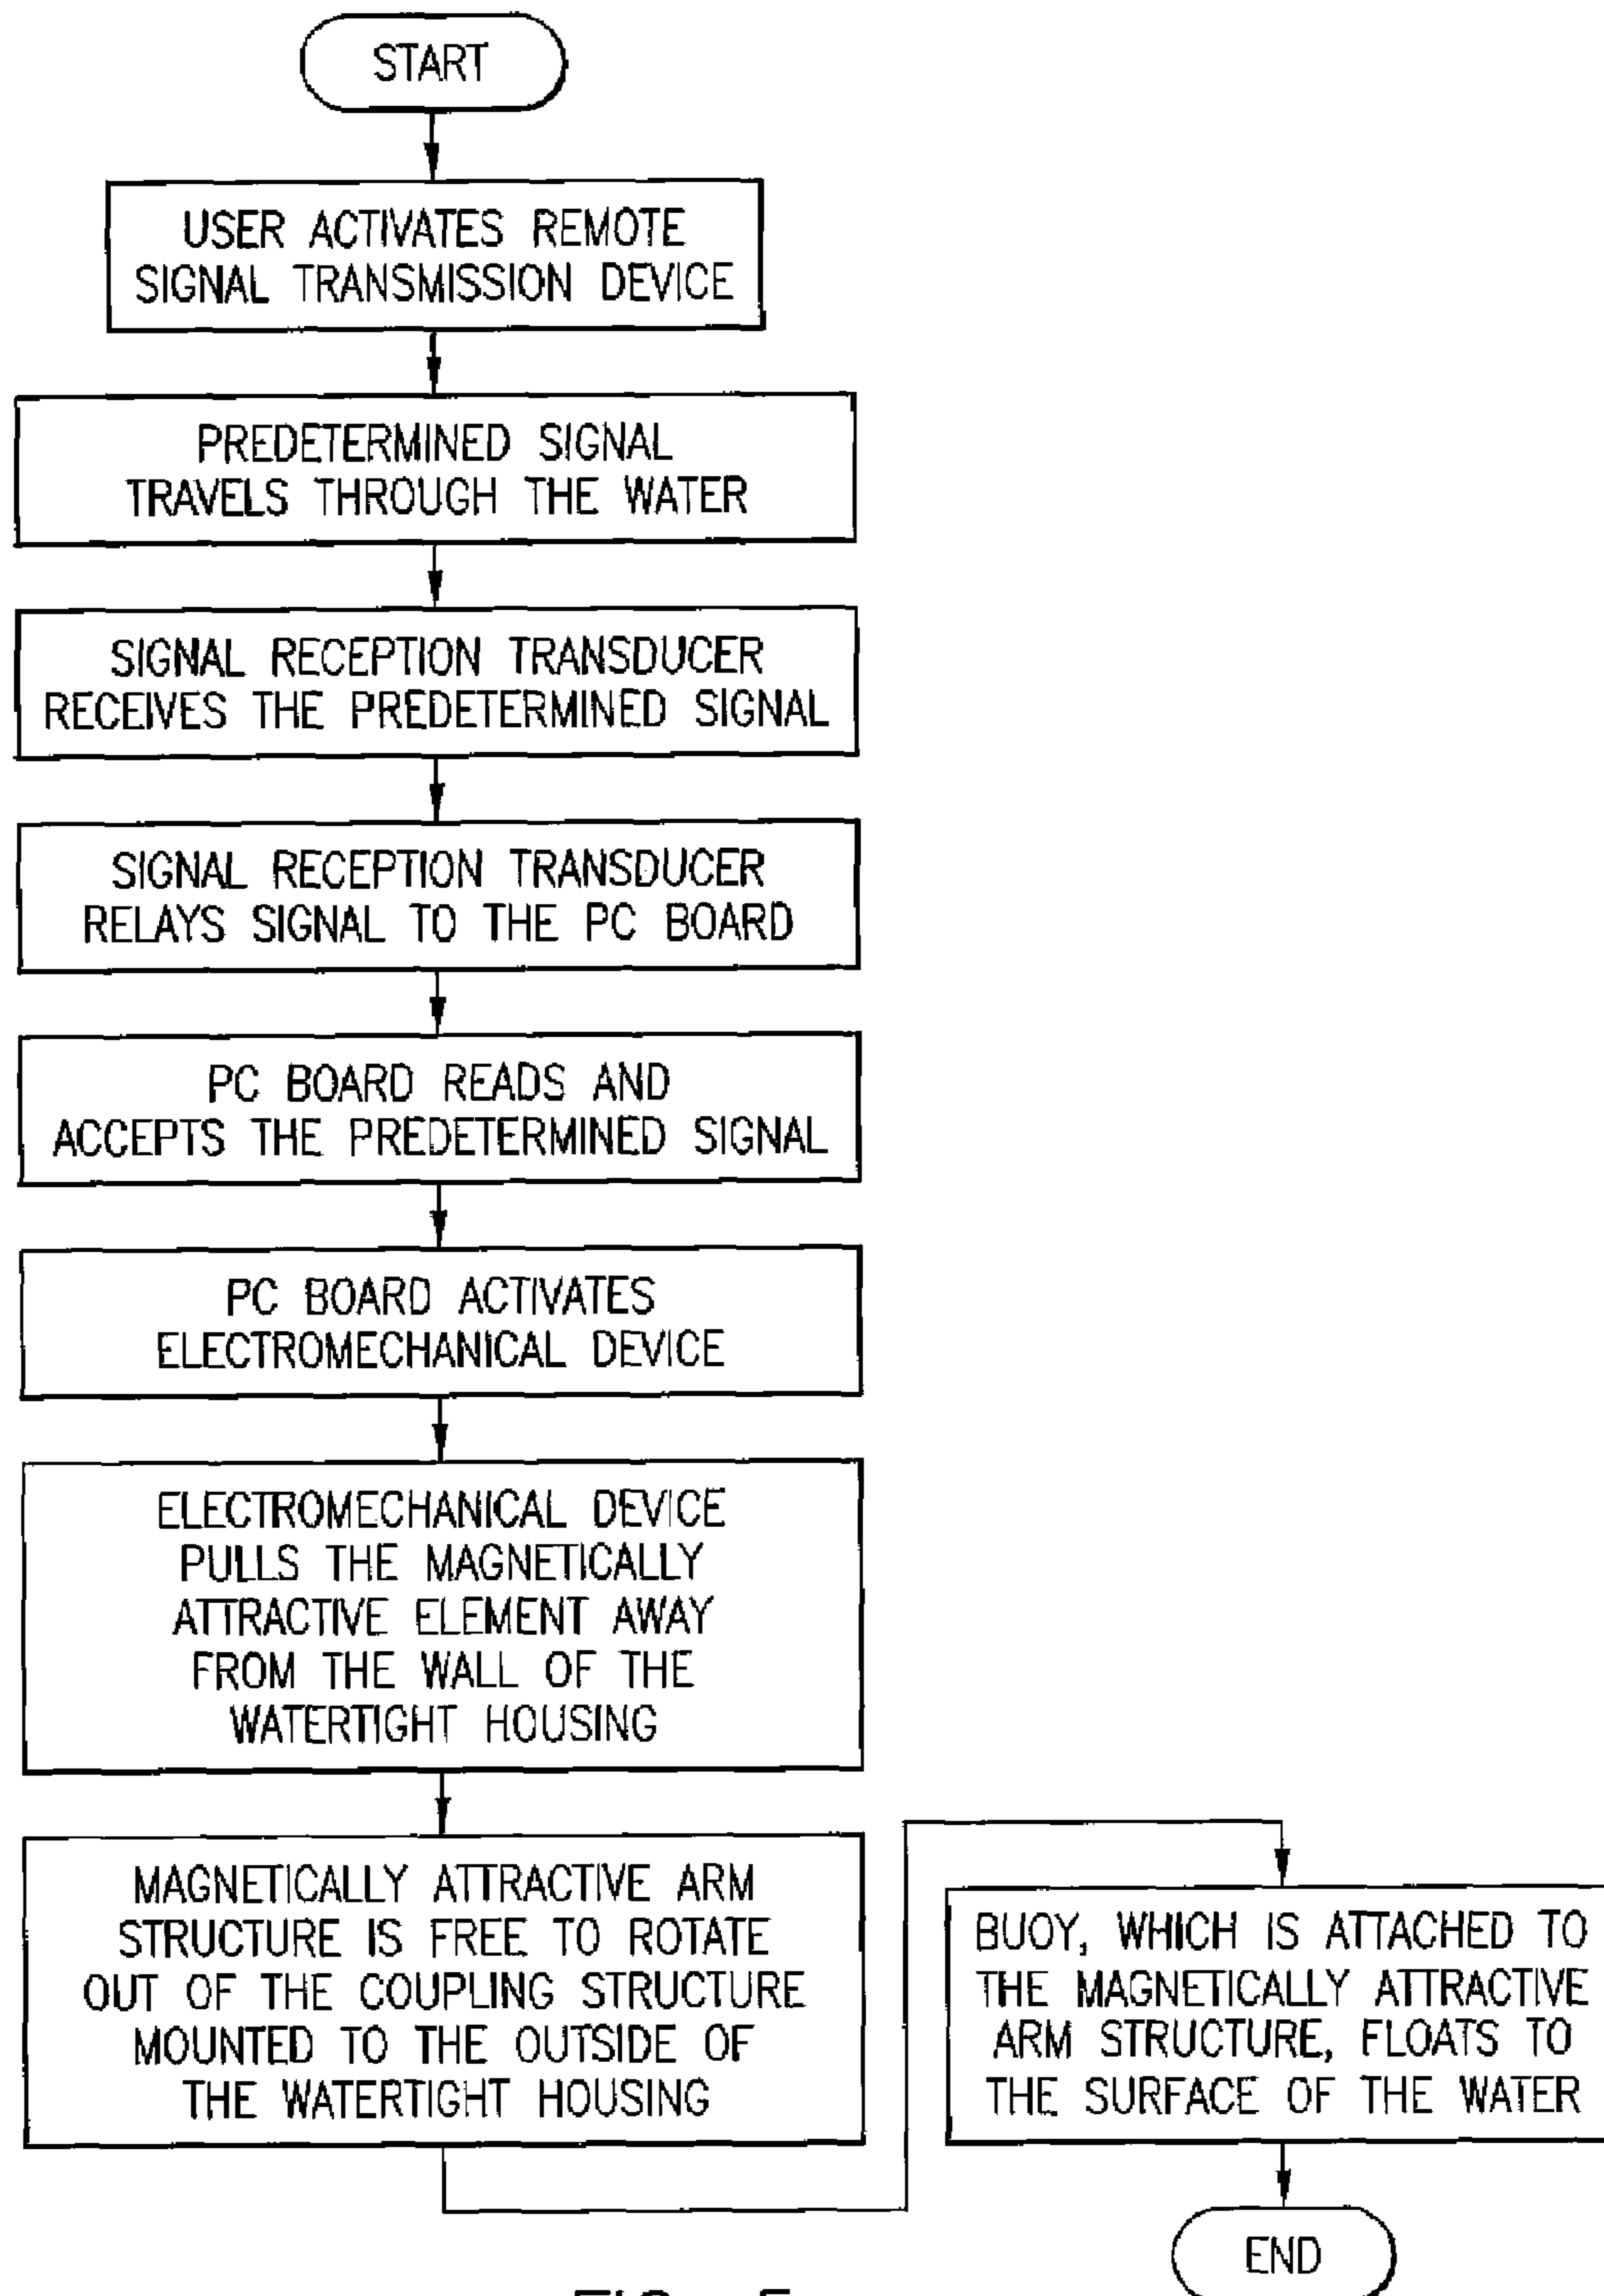 START
USER ACTIVATES REMOTE
SIGNAL TRANSMISSION DEVICE
PREDETERMINED SIGNAL
TRAVELS THROUGH THE WATER
SIGNAL RECEPTION TRANSDUCER
RECEIVES THE PREDETERMINED SIGNAL
SIGNAL RECEPTION TRANSDUCER
RELAYS SIGNAL TO THE PC BOARD
PC BOARD READS AND
ACCEPTS THE PREDETERMINED SIGNAL
PC BOARD ACTIVATES
ELECTROMECHANICAL DEVICE
ELECTROMECHANICAL DEVICE
PULLS THE MAGNETICALLY
ATTRACTIVE ELEMENT AWAY
FROM THE WALL OF THE
WATERTIGHT HOUSING
MAGNETICALLY ATTRACTIVE ARM
STRUCTURE IS FREE TO ROTATE
OUT OF THE COUPLING STRUCTURE
MOUNTED TO THE OUTSIDE OF
THE WATERTIGHT HOUSING
BUOY, WHICH IS ATTACHED TO
THE MAGNETICALLY ATTRACTIVE
ARM STRUCTURE, FLOATS TO
THE SURFACE OF THE WATER
END